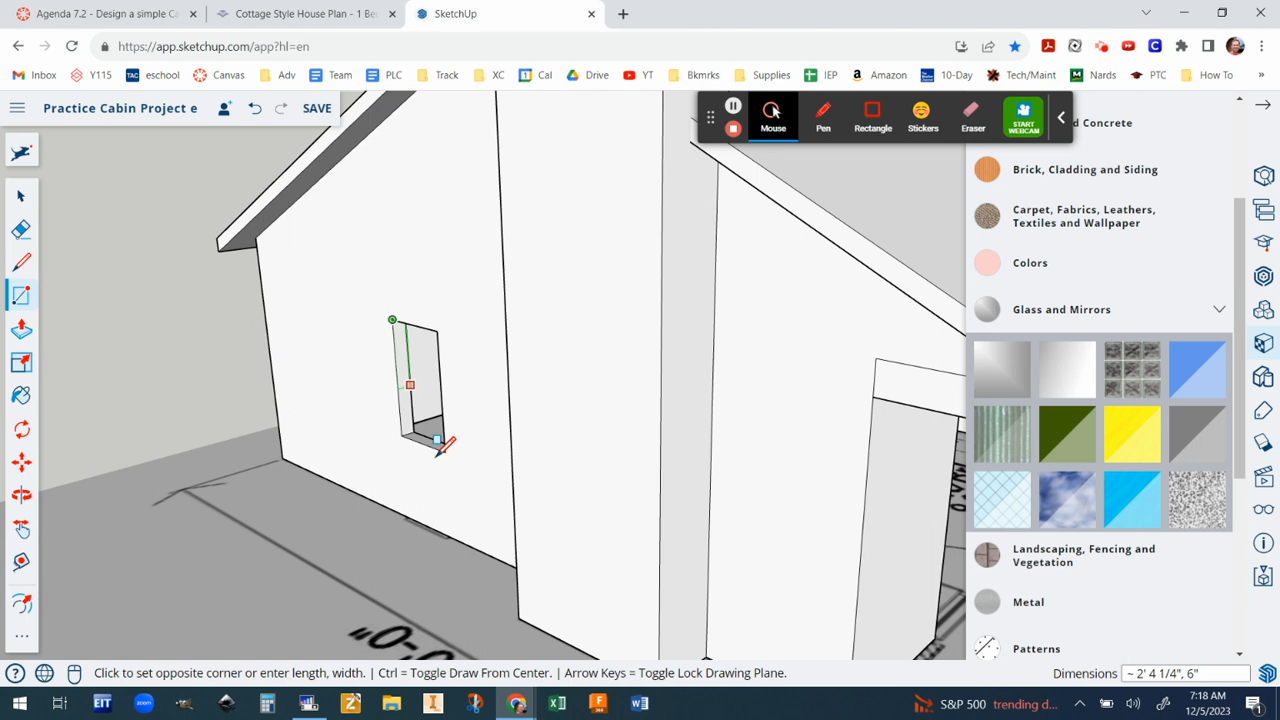 Agenda 7.2 - Design a simple Ca
Cottage Style House Plan - 1 Be
SketchUp
https://app.sketchup.com/app?hl=en
Inbox
Y115
eschool
Canvas
Adv
Team
PLC
Track
XC
Cal
Drive
YT
Bkmrks
Supplies
IEP
Amazon
10-Day
Tech/Maint
Nards
PTC
How To
»
Practice Cabin Project e
SAVE
Mouse
Pen
Rectangle
Stickers
Eraser
START
WEBCAM
d Concrete
Brick, Cladding and Siding
Carpet, Fabrics, Leathers,
Textiles and Wallpaper
Colors
Glass and Mirrors
Landscaping, Fencing and
Vegetation
Metal
Patterns
Click to set opposite corner or enter length, width. | Ctrl = Toggle Draw From Center. | Arrow Keys = Toggle Lock Drawing Plane.
Dimensions
~ 2' 4 1/4", 6"
EIT
zoom
S&P 500 trending d...
7:18 AM
12/5/2023